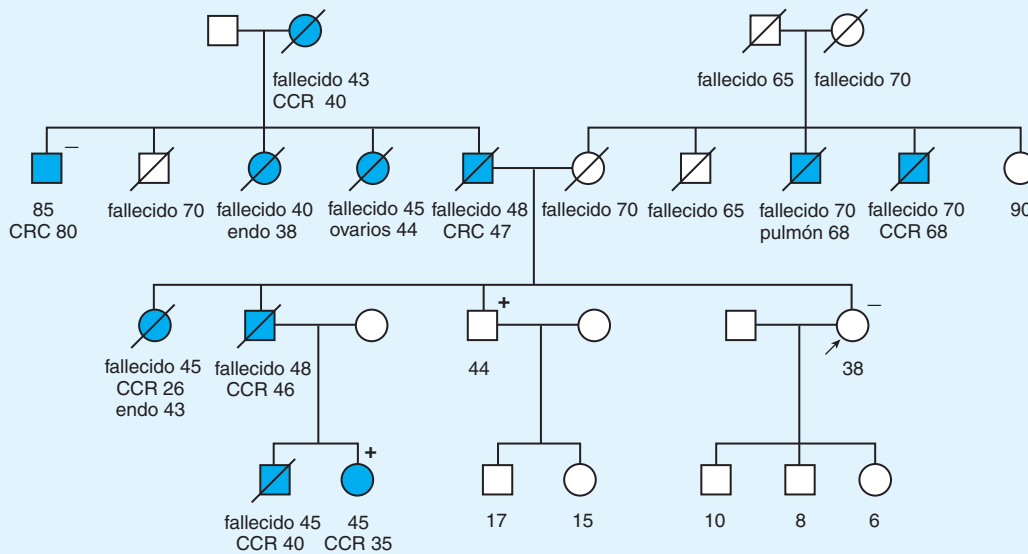 fallecido 43
CCR 40
fallecido 65
fallecido 70
–
85
CRC 80
fallecido 70
fallecido 40
endo 38
fallecido 45
ovarios 44
fallecido 48
CRC 47
fallecido 70
fallecido 65
fallecido 70
pulmón 68
fallecido 70
CCR 68
90
fallecido 45
CCR 26
endo 43
fallecido 48
CCR 46
+
44
–
38
fallecido 45
CCR 40
+
45
CCR 35
17
15
10
8
6